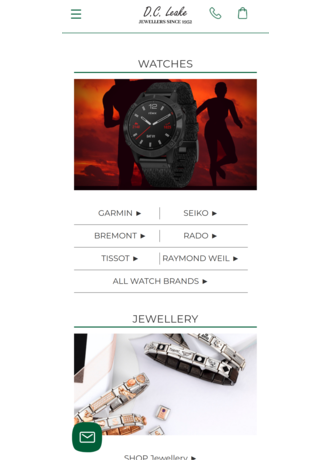 D.C. Leake
JEWELLERS SINCE 1952
WATCHES
GARMIN ►
SEIKO ►
BREMONT ►
RADO ►
TISSOT ►
RAYMOND WEIL ►
ALL WATCH BRANDS ►
JEWELLERY
SHOP Jewellery ►